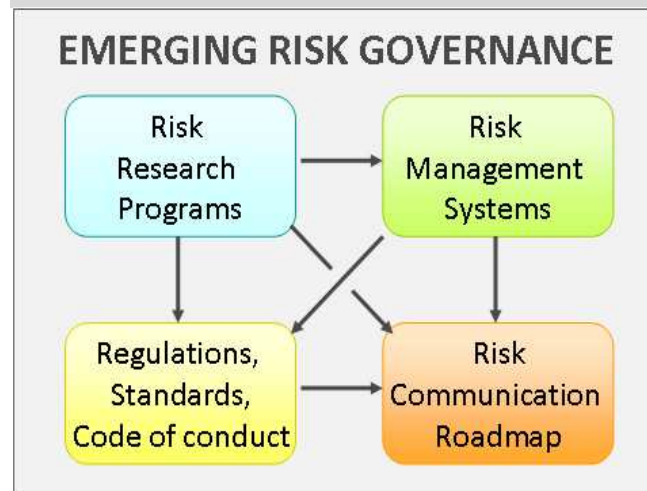 EMERGING RISK GOVERNANCE
Risk
Research
Programs
Risk
Management
Systems
Regulations,
Standards,
Code of conduct
Risk
Communication
Roadmap